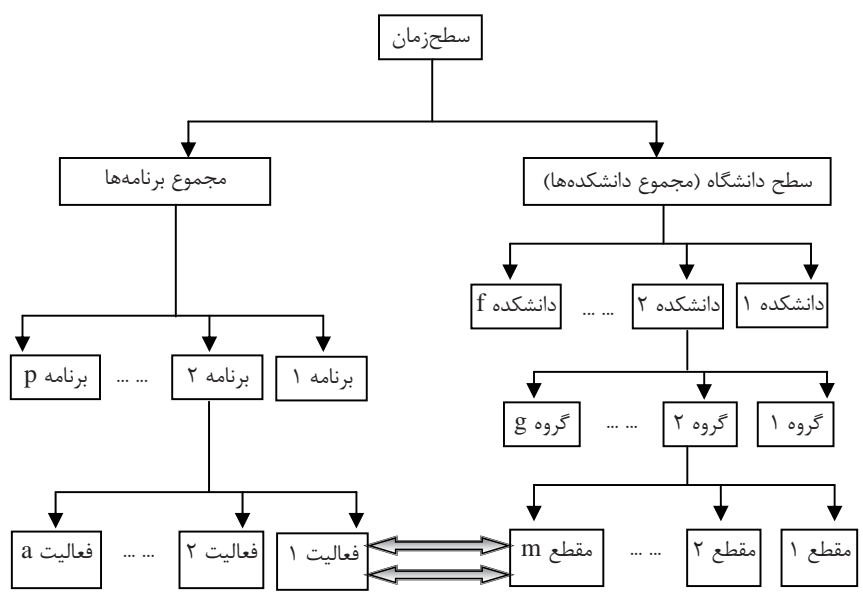 سطح‌زمان
سطح دانشگاه (مجموع دانشکده‌ها)
مجموع برنامه‌ها
دانشکده ۱
دانشکده ۲
... ...
دانشکده f
برنامه ۱
برنامه ۲
... ...
برنامه p
گروه ۱
گروه ۲
... ...
گروه g
مقطع ۱
مقطع ۲
... ...
مقطع m
فعالیت ۱
فعالیت ۲
... ...
فعالیت a